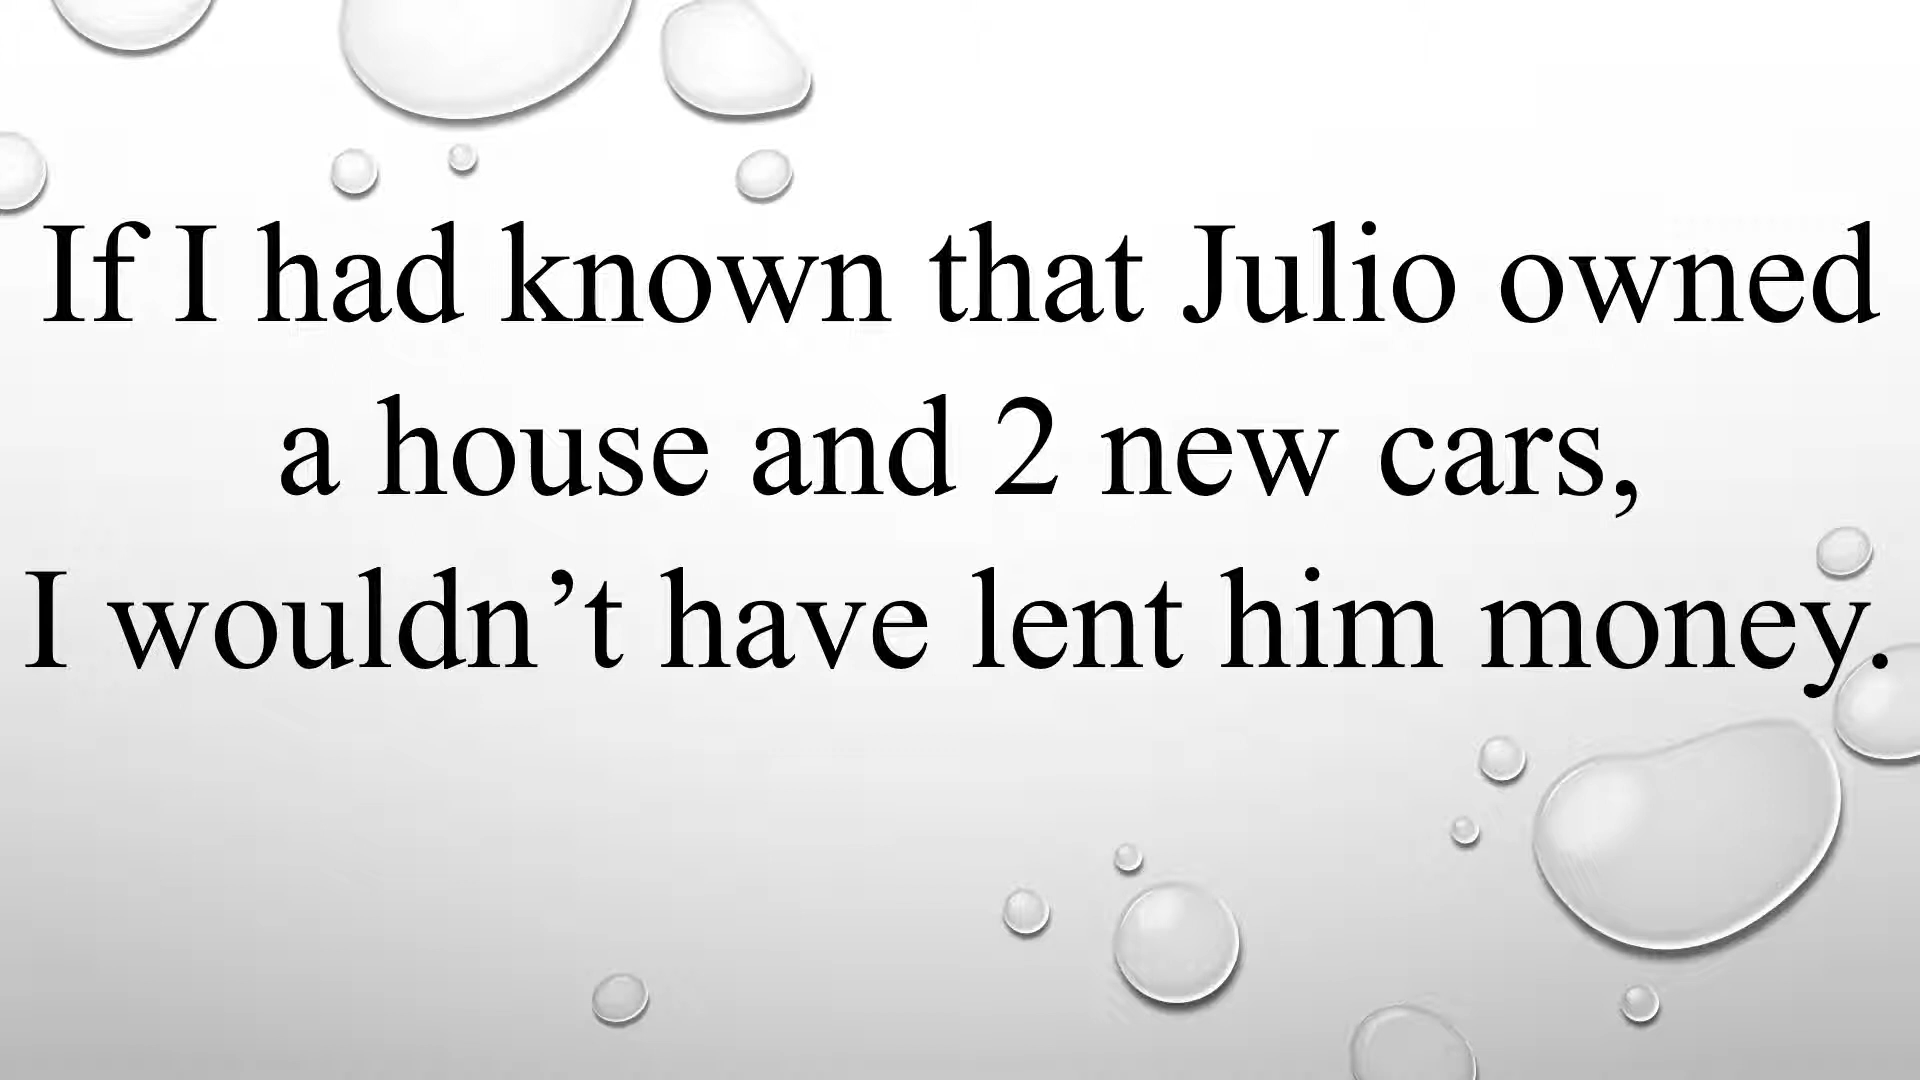 If I had known that Julio owned
a house and 2 new cars,
I wouldn’t have lent him money.